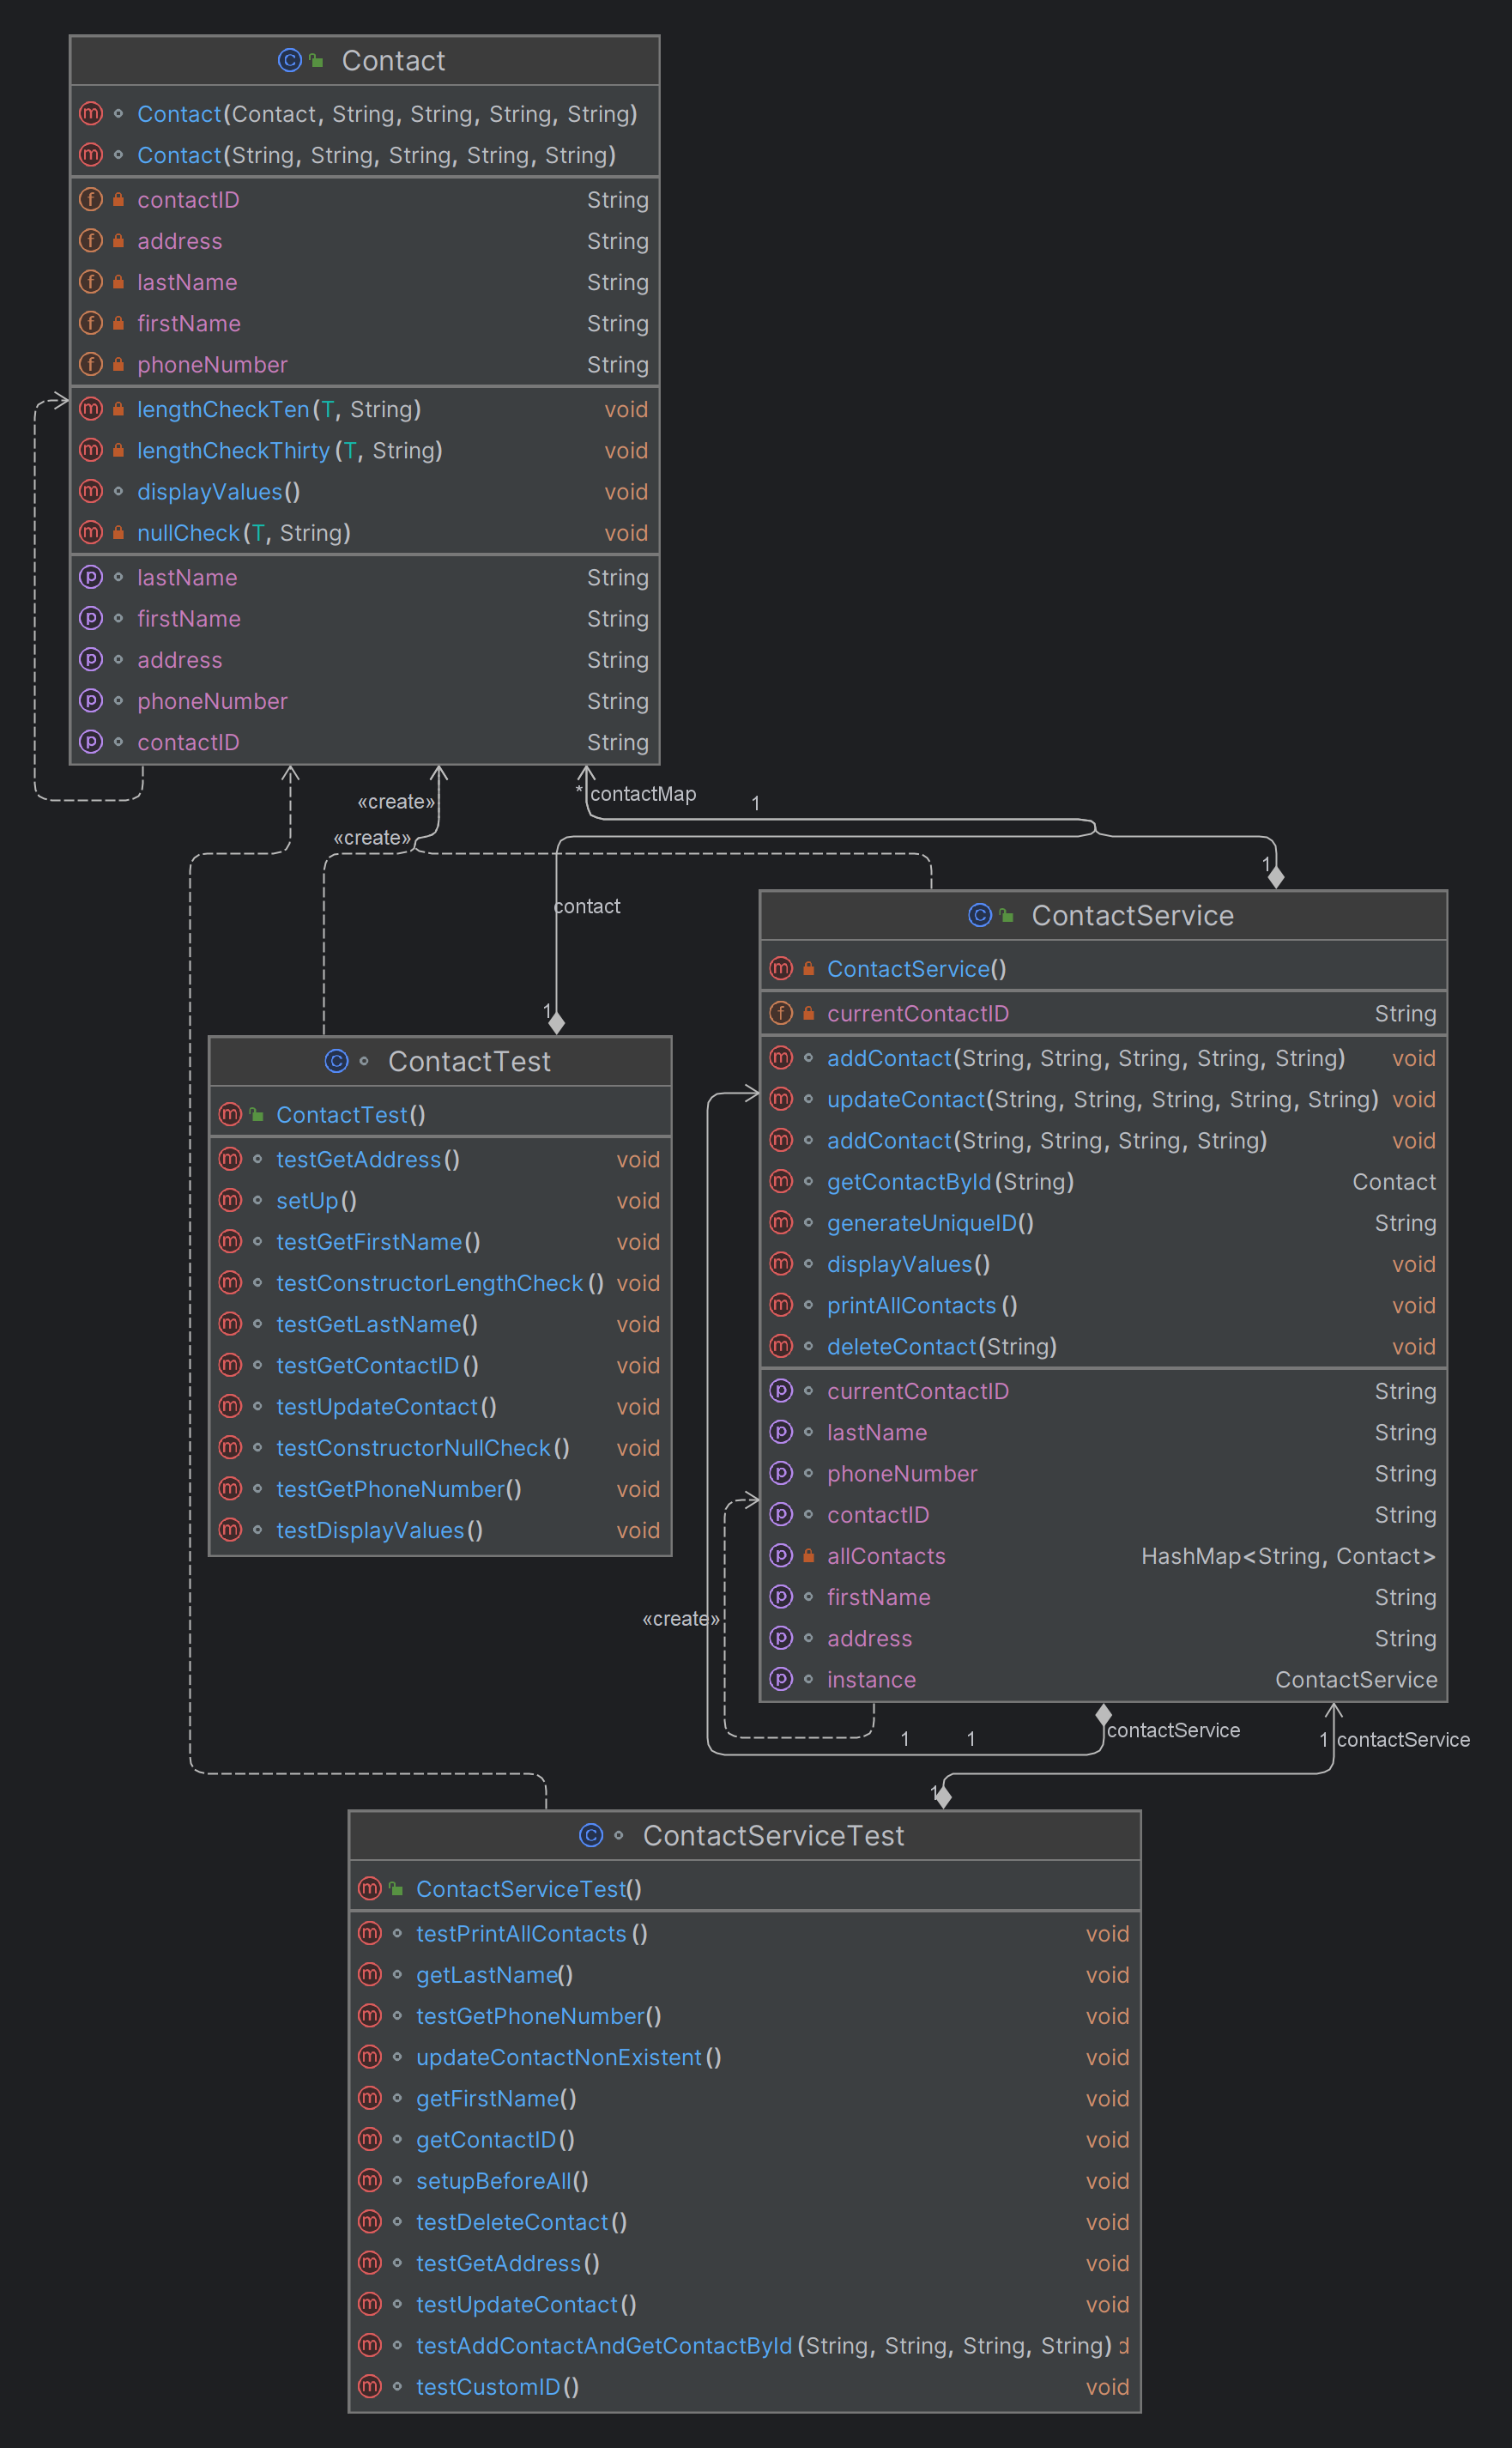 Contact
Contact(Contact, String, String, String, String)
Contact(String, String, String, String, String)
contactID String
address String
lastName String
firstName String
phoneNumber String
lengthCheckTen(T, String) void
lengthCheckThirty(T, String) void
displayValues() void
nullCheck(T, String) void
lastName String
firstName String
address String
phoneNumber String
contactID String
«create»
* contactMap
1
«create»
1
contact
1
ContactService
ContactService()
currentContactID String
addContact(String, String, String, String, String) void
updateContact(String, String, String, String, String) void
addContact(String, String, String, String) void
getContactById(String) Contact
generateUniqueID() String
displayValues() void
printAllContacts() void
deleteContact(String) void
currentContactID String
lastName String
phoneNumber String
contactID String
allContacts HashMap<String, Contact>
firstName String
address String
instance ContactService
ContactTest
ContactTest()
testGetAddress() void
setUp() void
testGetFirstName() void
testConstructorLengthCheck() void
testGetLastName() void
testGetContactID() void
testUpdateContact() void
testConstructorNullCheck() void
testGetPhoneNumber() void
testDisplayValues() void
«create»
1 1
contactService
1 contactService
1
ContactServiceTest
ContactServiceTest()
testPrintAllContacts() void
getLastName() void
testGetPhoneNumber() void
updateContactNonExistent() void
getFirstName() void
getContactID() void
setupBeforeAll() void
testDeleteContact() void
testGetAddress() void
testUpdateContact() void
testAddContactAndGetContactById(String, String, String, String) d
testCustomID() void